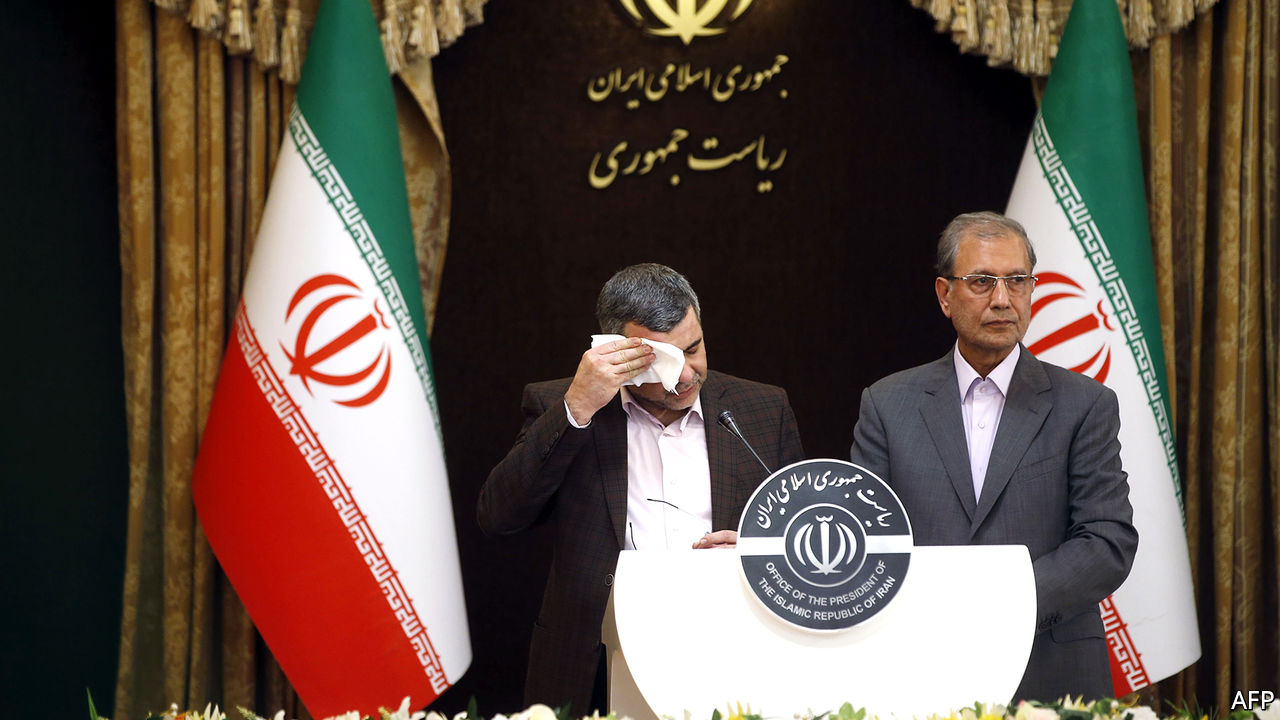 جمهوری اسلامی ایران
ریاست جمهوری
ریاست جمهوری اسلامی ایران
OFFICE OF THE PRESIDENT OF
THE ISLAMIC REPUBLIC OF IRAN
AFP